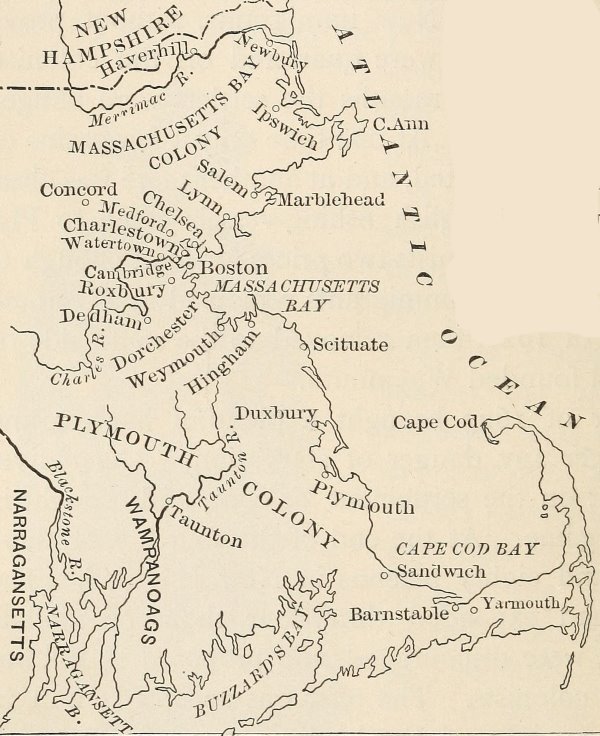 NEW
HAMPSHIRE
Haverhill
Newbury
Merrimac R.
MASSACHUSETTS BAY
COLONY
Ipswich
C.Ann
ATLANTIC OCEAN
Salem
Marblehead
Lynn
Concord
Chelsea
Medford
Charlestown
Watertown
Cambridge
Boston
Roxbury
MASSACHUSETTS
BAY
Dedham
Dorchester
Weymouth
Hingham
Scituate
Charles R.
Duxbury
Cape Cod
PLYMOUTH
COLONY
Plymouth
Taunton R.
Taunton
Blackstone R.
NARRAGANSETTS
WAMPANOAGS
CAPE COD BAY
Sandwich
Barnstable
Yarmouth
BUZZARD'S BAY
NARRAGANSETT
B.